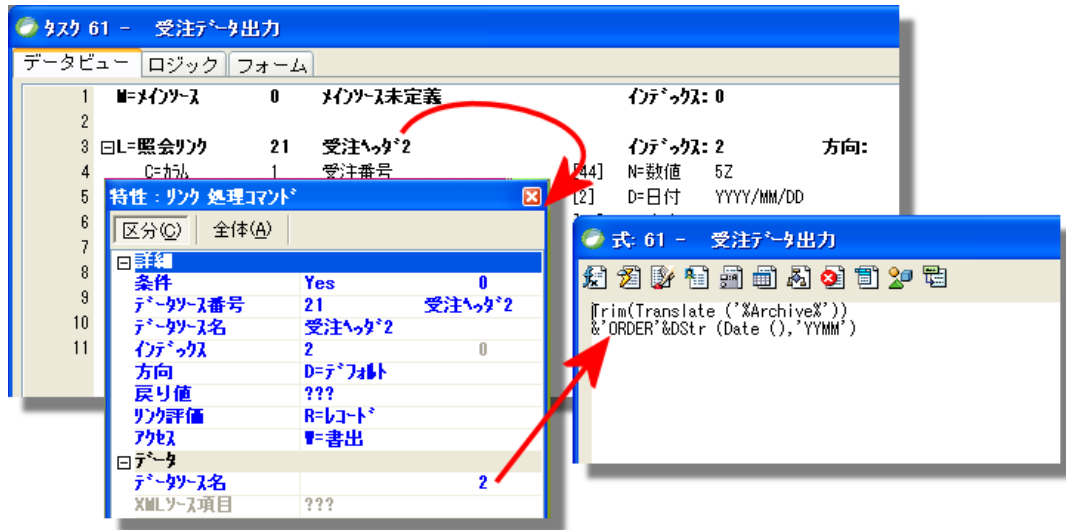 タスク 61 - 受注データ出力
データビュー ロジック フォーム
1 M=メインソース 0 メインソース未定義 インデックス: 0
2
3 L=照会リンク 21 受注ヘッダ2 インデックス: 2 方向:
4 C=カラム 1 受注番号 [44] N=数値 5Z
5 [2] D=日付 YYYY/MM/DD
6
7
8
9
10
11
特性 : リンク 処理コマンド
区分(C) 全体(A)
詳細
条件 Yes 0
データソース番号 21 受注ヘッダ2
データソース名 受注ヘッダ2
インデックス 2 0
方向 D=デフォルト
戻り値 ???
リンク評価 R=レコード
アクセス W=書出
データ
データソース名 2
XMLソース項目 ???
式: 61 - 受注データ出力
Trim(Translate ('%Archive%'))
&'ORDER'&DStr (Date (),'YYMM')